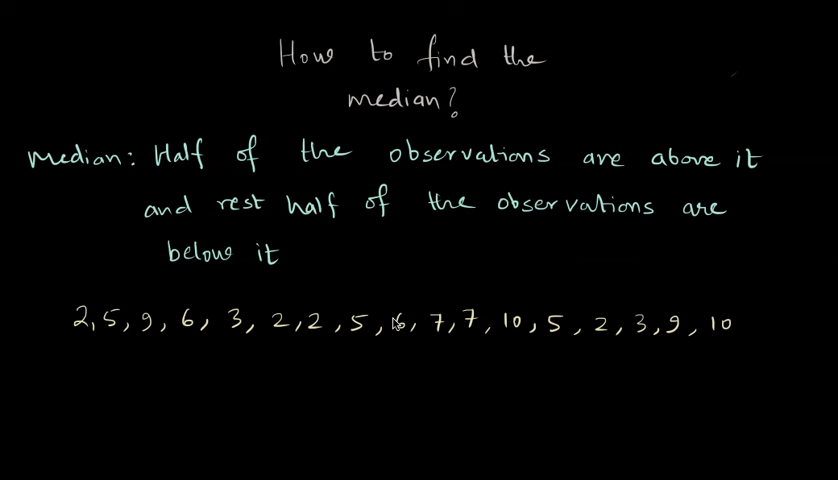 How to find the
median?
Median: Half of the observations are above it
and rest half of the observations are
below it
2, 5, 9, 6, 3, 2, 2, 5, 6, 7, 7, 10, 5, 2, 3, 9, 10